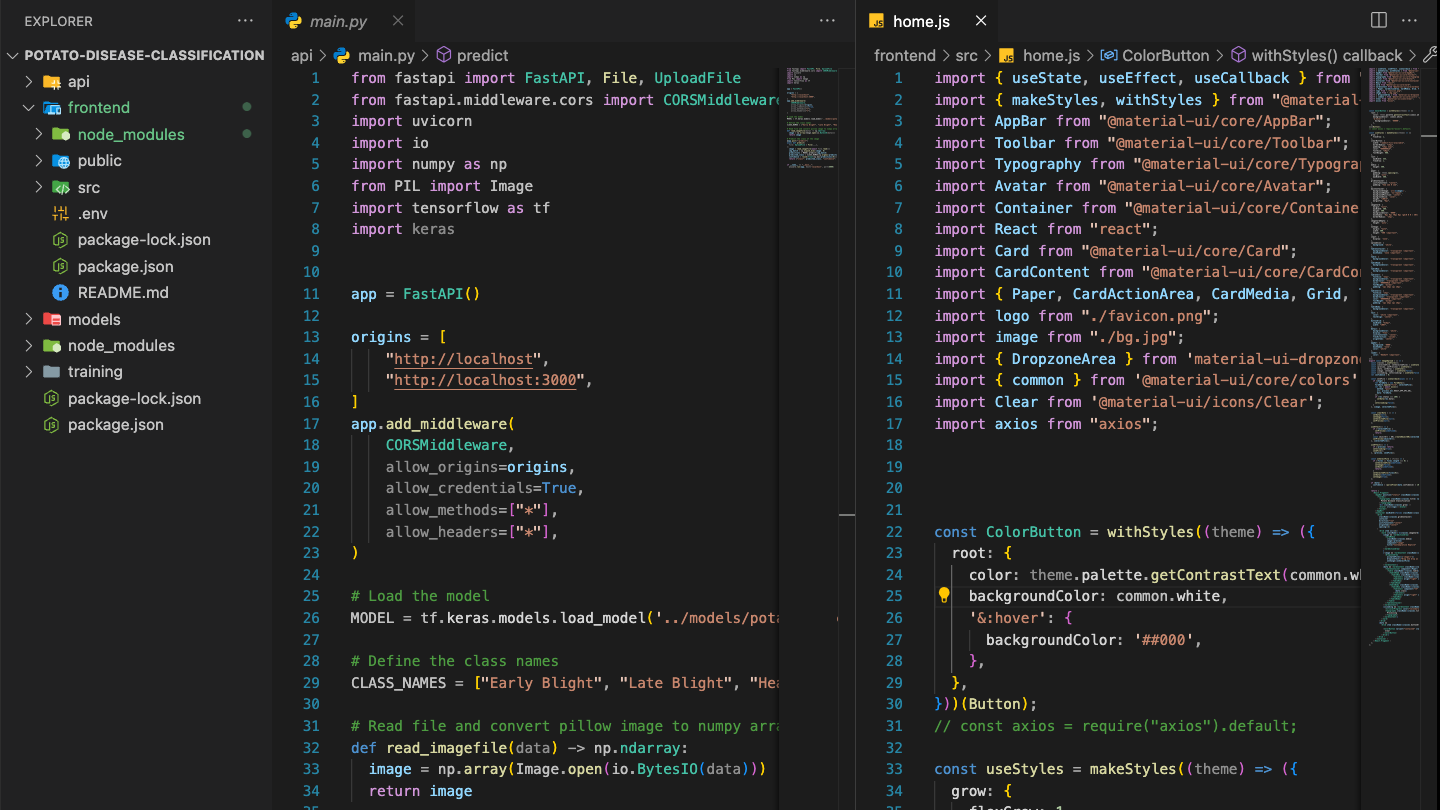 EXPLORER
POTATO-DISEASE-CLASSIFICATION
api
frontend
node_modules
public
src
.env
package-lock.json
package.json
README.md
models
node_modules
training
package-lock.json
package.json
main.py
api > main.py > predict
1 from fastapi import FastAPI, File, UploadFile
2 from fastapi.middleware.cors import CORSMiddleware
3 import uvicorn
4 import io
5 import numpy as np
6 from PIL import Image
7 import tensorflow as tf
8 import keras
9
10
11 app = FastAPI()
12
13 origins = [
14 "http://localhost",
15 "http://localhost:3000",
16 ]
17 app.add_middleware(
18 CORSMiddleware,
19 allow_origins=origins,
20 allow_credentials=True,
21 allow_methods=["*"],
22 allow_headers=["*"],
23 )
24
25 # Load the model
26 MODEL = tf.keras.models.load_model('../models/pota
27
28 # Define the class names
29 CLASS_NAMES = ["Early Blight", "Late Blight", "Hea
30
31 # Read file and convert pillow image to numpy arra
32 def read_imagefile(data) -> np.ndarray:
33 image = np.array(Image.open(io.BytesIO(data)))
34 return image
JS home.js
frontend > src > JS home.js > ColorButton > withStyles() callback >
1 import { useState, useEffect, useCallback } from
2 import { makeStyles, withStyles } from "@material-
3 import AppBar from "@material-ui/core/AppBar";
4 import Toolbar from "@material-ui/core/Toolbar";
5 import Typography from "@material-ui/core/Typogra
6 import Avatar from "@material-ui/core/Avatar";
7 import Container from "@material-ui/core/Containe
8 import React from "react";
9 import Card from "@material-ui/core/Card";
10 import CardContent from "@material-ui/core/CardCo
11 import { Paper, CardActionArea, CardMedia, Grid,
12 import logo from "./favicon.png";
13 import image from "./bg.jpg";
14 import { DropzoneArea } from 'material-ui-dropzon
15 import { common } from '@material-ui/core/colors'
16 import Clear from '@material-ui/icons/Clear';
17 import axios from "axios";
18
19
20
21
22 const ColorButton = withStyles((theme) => ({
23 root: {
24 color: theme.palette.getContrastText(common.wh
25 backgroundColor: common.white,
26 '&:hover': {
27 backgroundColor: '##000',
28 },
29 },
30 }))(Button);
31 // const axios = require("axios").default;
32
33 const useStyles = makeStyles((theme) => ({
34 grow: {